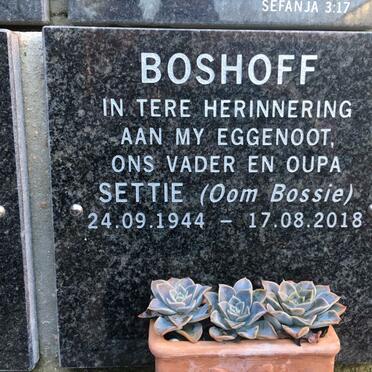 SEFANJA 3:17
BOSHOFF
IN TERE HERINNERING
AAN MY EGGENOOT,
ONS VADER EN OUPA
SETTIE (Oom Bossie)
24.09.1944 – 17.08.2018